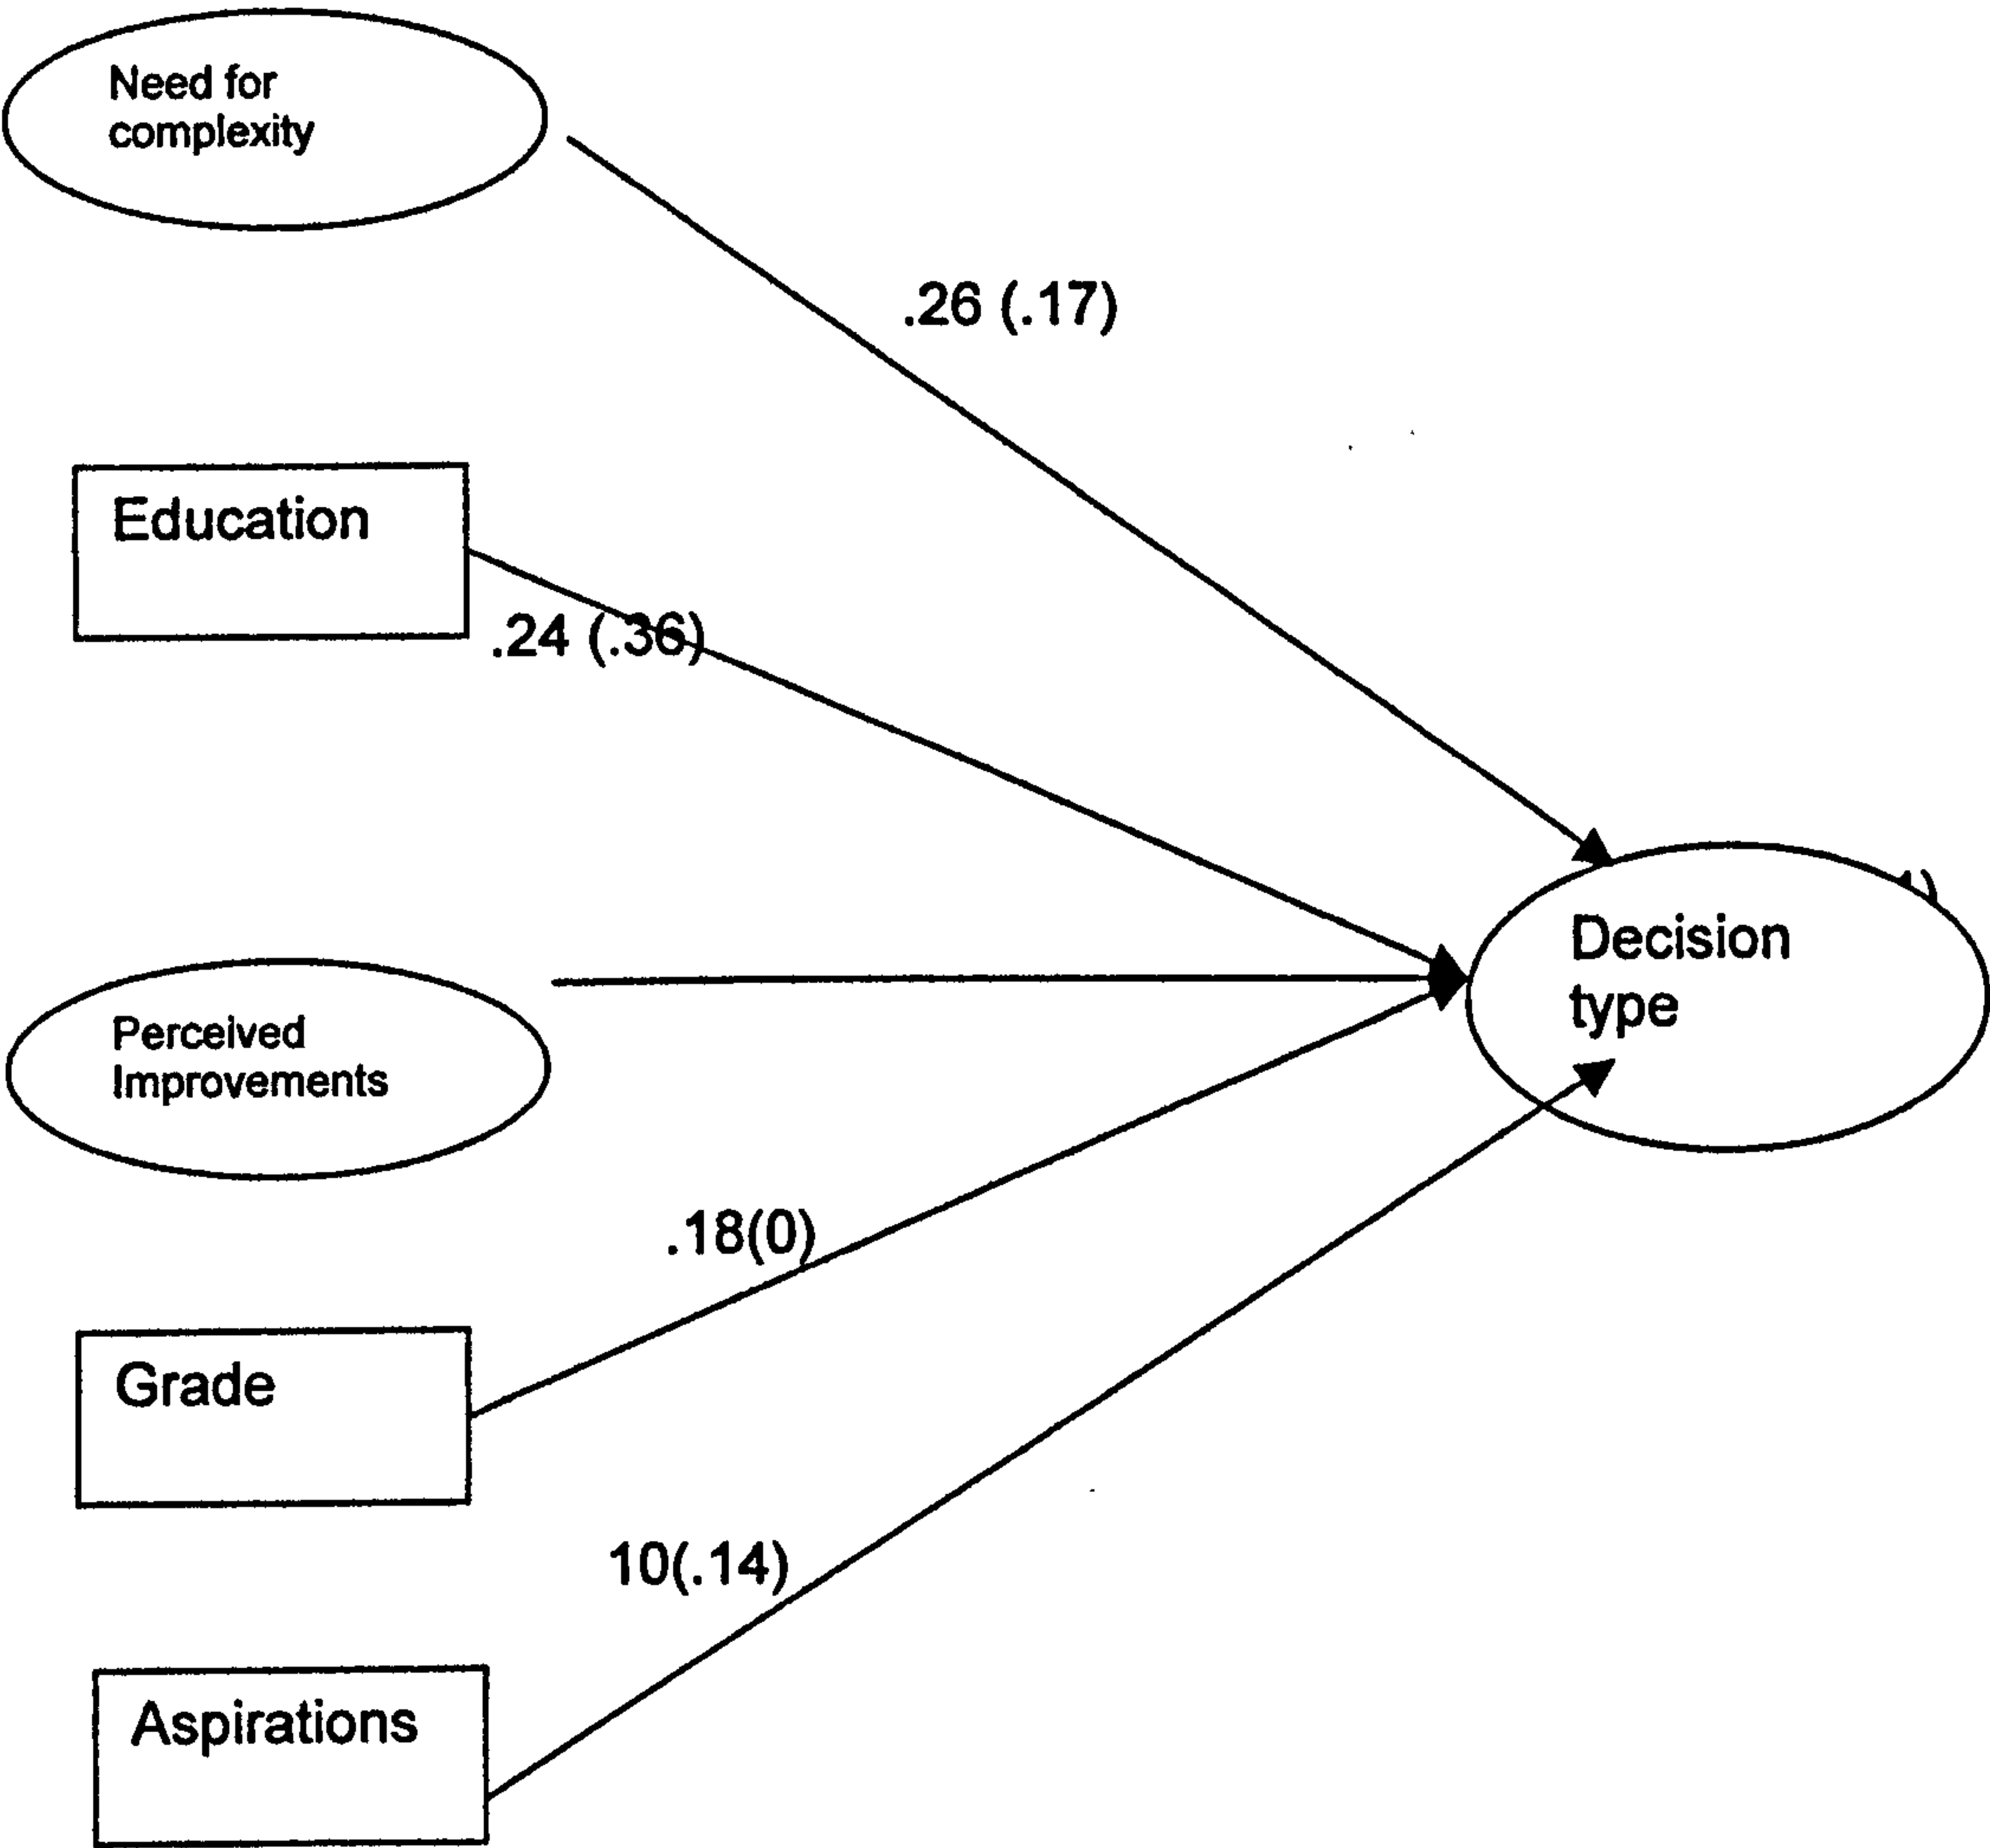 Need for
complexity
.26 (.17)
Education
.24 (.36)
Decision
type
Perceived
Improvements
.18(0)
Grade
10(.14)
Aspirations